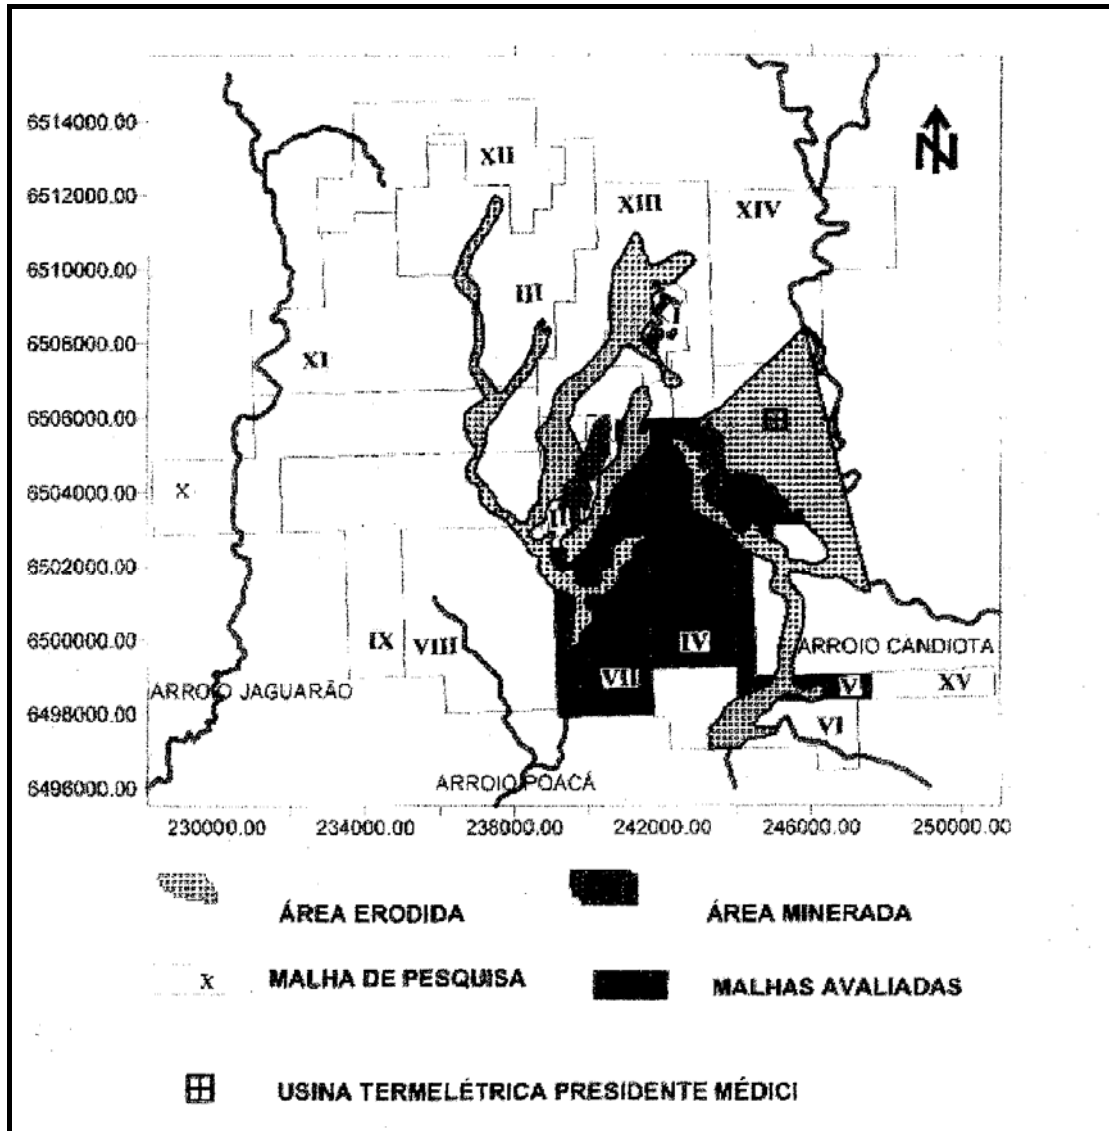 N
6514000.00
XII
6512000.00
XIII
XIV
6510000.00
III
I
6508000.00
XI
6506000.00
X
6504000.00
II
6502000.00
6500000.00
IX
VIII
IV
ARROIO CANDIOTA
VII
V
XV
ARROIO JAGUARÃO
6498000.00
VI
6496000.00
ARROIO POACÁ
230000.00 234000.00 238000.00 242000.00 246000.00 250000.00
ÁREA ERODIDA
ÁREA MINERADA
X
MALHA DE PESQUISA
MALHAS AVALIADAS
USINA TERMELÉTRICA PRESIDENTE MÉDICI